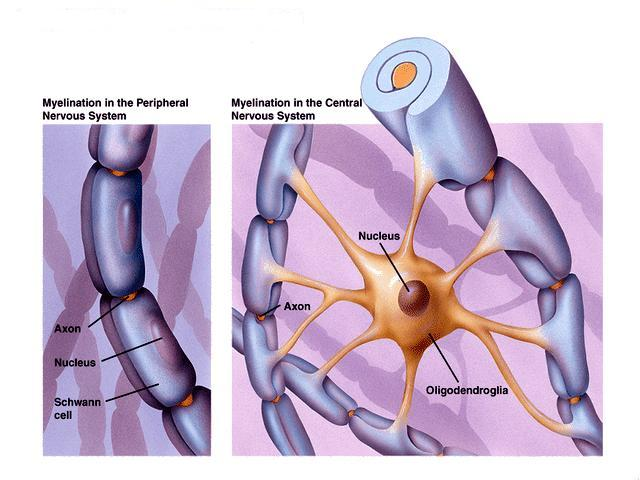 Myelination in the Peripheral
Nervous System
Myelination in the Central
Nervous System
Axon
Nucleus
Schwann
cell
Nucleus
Axon
Oligodendroglia